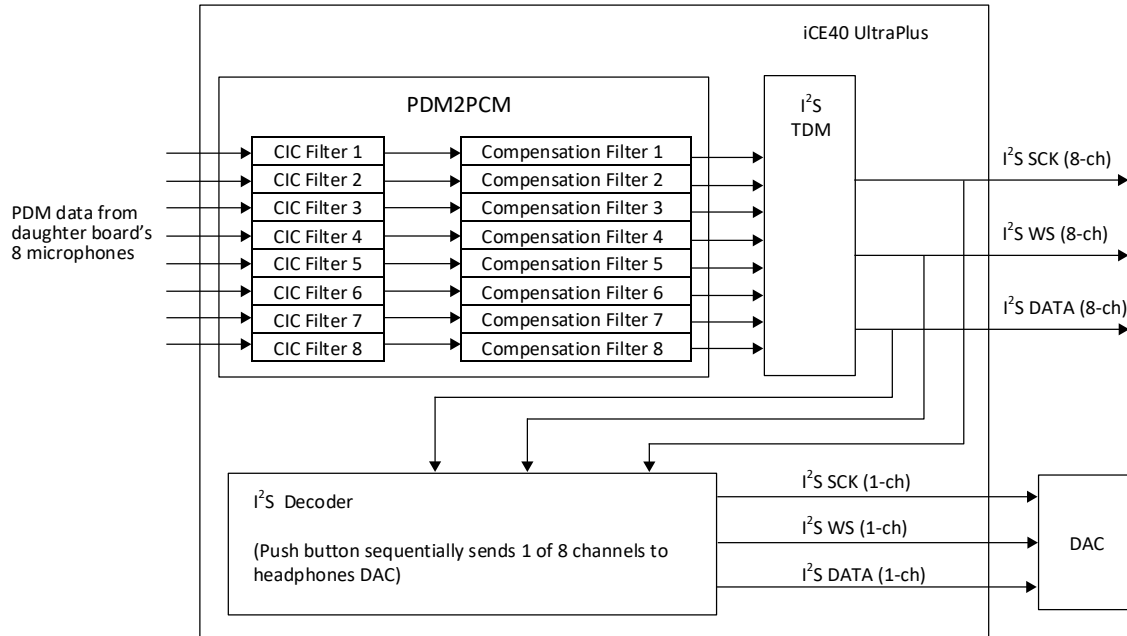 iCE40 UltraPlus
PDM2PCM
I²S
TDM
CIC Filter 1
Compensation Filter 1
CIC Filter 2
Compensation Filter 2
CIC Filter 3
Compensation Filter 3
CIC Filter 4
Compensation Filter 4
CIC Filter 5
Compensation Filter 5
CIC Filter 6
Compensation Filter 6
CIC Filter 7
Compensation Filter 7
CIC Filter 8
Compensation Filter 8
PDM data from
daughter board’s
8 microphones
I²S SCK (8-ch)
I²S WS (8-ch)
I²S DATA (8-ch)
I²S Decoder
(Push button sequentially sends 1 of 8 channels to
headphones DAC)
I²S SCK (1-ch)
I²S WS (1-ch)
I²S DATA (1-ch)
DAC